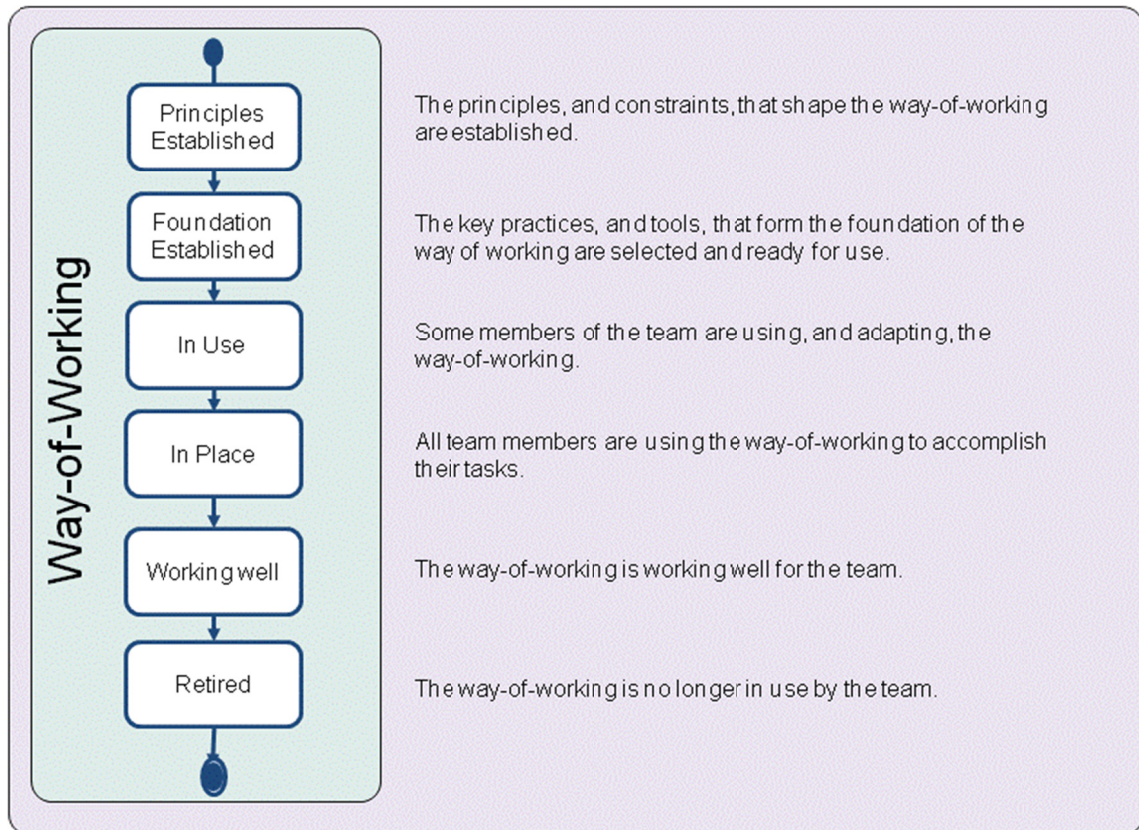 Way-of-Working
Principles
Established
The principles, and constraints, that shape the way-of-working
are established.
Foundation
Established
The key practices, and tools, that form the foundation of the
way of working are selected and ready for use.
In Use
Some members of the team are using, and adapting, the
way-of-working.
In Place
All team members are using the way-of-working to accomplish
their tasks.
Working well
The way-of-working is working well for the team.
Retired
The way-of-working is no longer in use by the team.